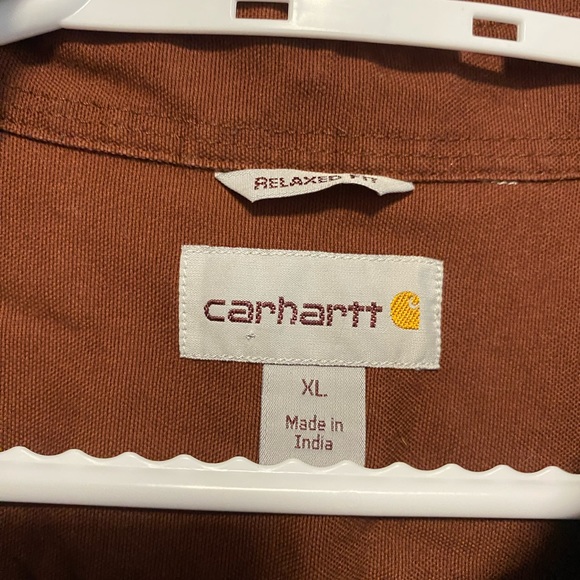 RELAXED FIT
carhartt
XL
Made in
India